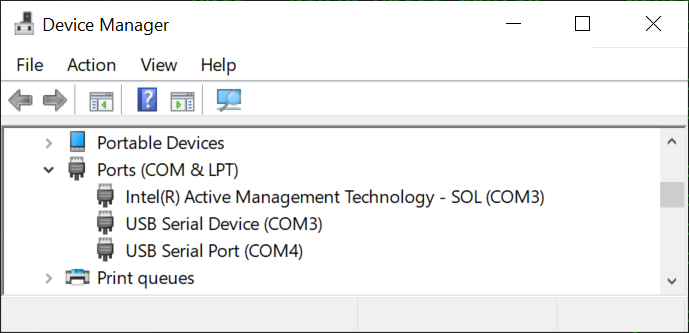 Device Manager
File Action View Help
Portable Devices
Ports (COM & LPT)
Intel(R) Active Management Technology - SOL (COM3)
USB Serial Device (COM3)
USB Serial Port (COM4)
Print queues